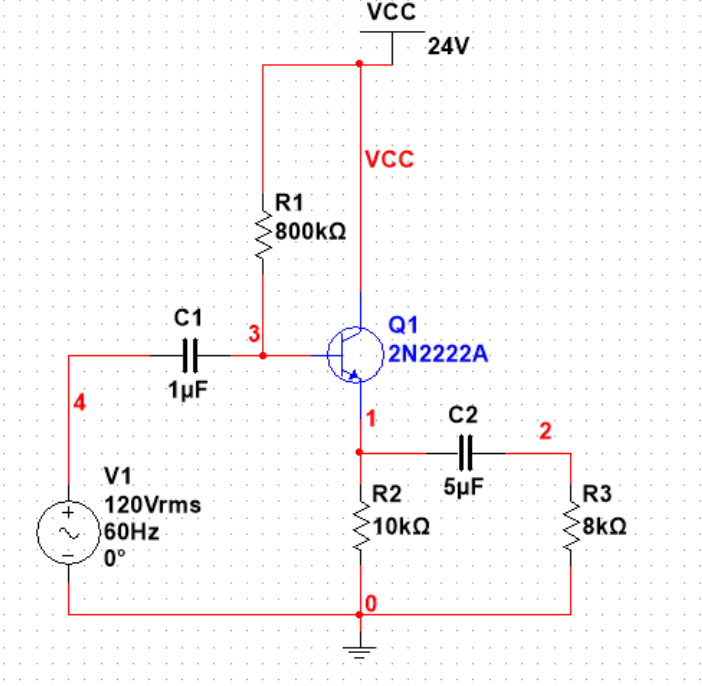 VCC
24V
VCC
R1
800kΩ
C1
3
Q1
2N2222A
1µF
4
1
C2
2
5µF
V1
120Vrms
60Hz
0°
R2
10kΩ
R3
8kΩ
0